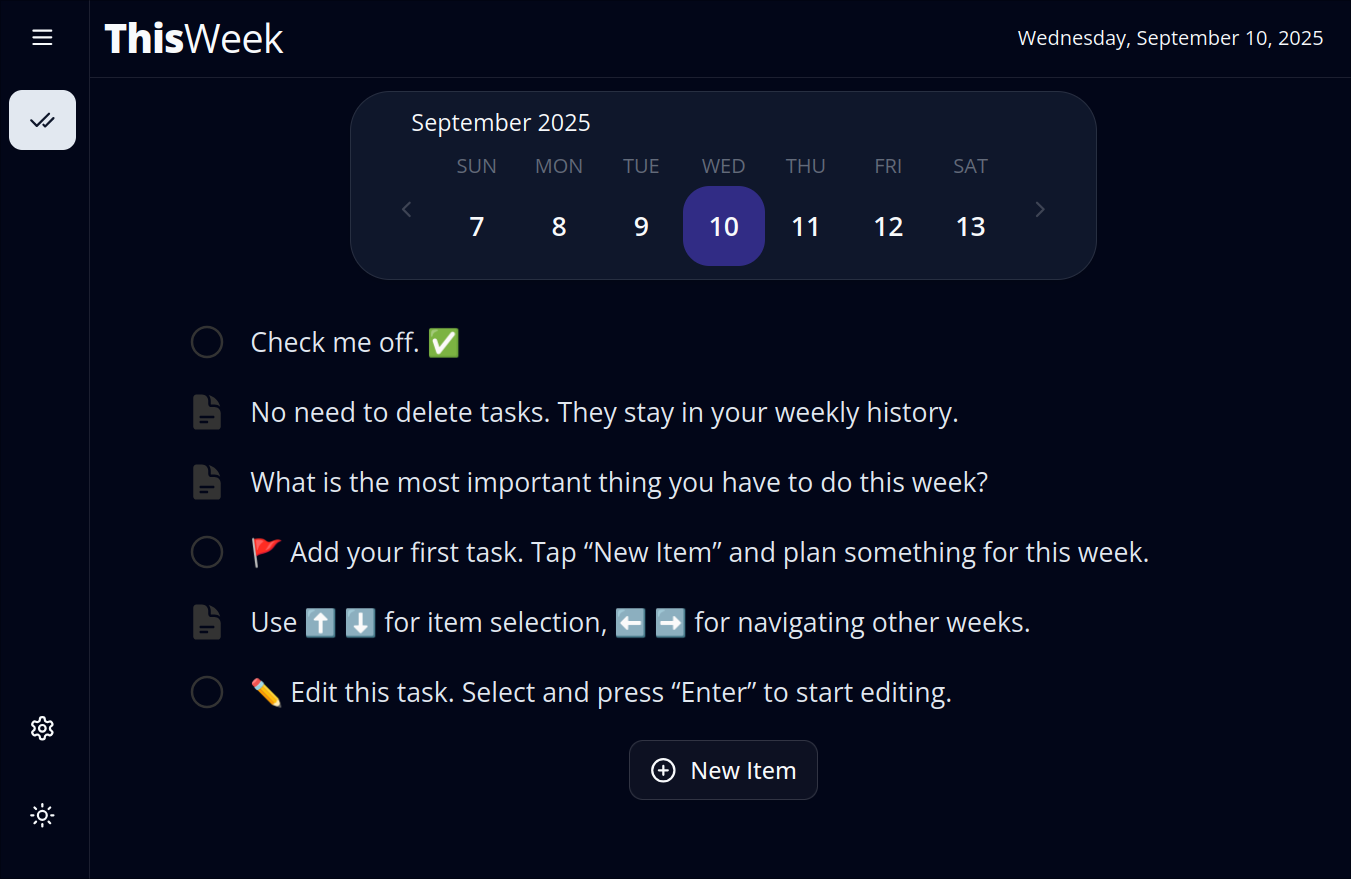 ThisWeek
Wednesday, September 10, 2025
September 2025
SUN MON TUE WED THU FRI SAT
7 8 9 10 11 12 13
Check me off. ✅
No need to delete tasks. They stay in your weekly history.
What is the most important thing you have to do this week?
🚩 Add your first task. Tap “New Item” and plan something for this week.
Use ⬆️ ⬇️ for item selection, ⬅️ ➡️ for navigating other weeks.
✏️ Edit this task. Select and press “Enter” to start editing.
New Item